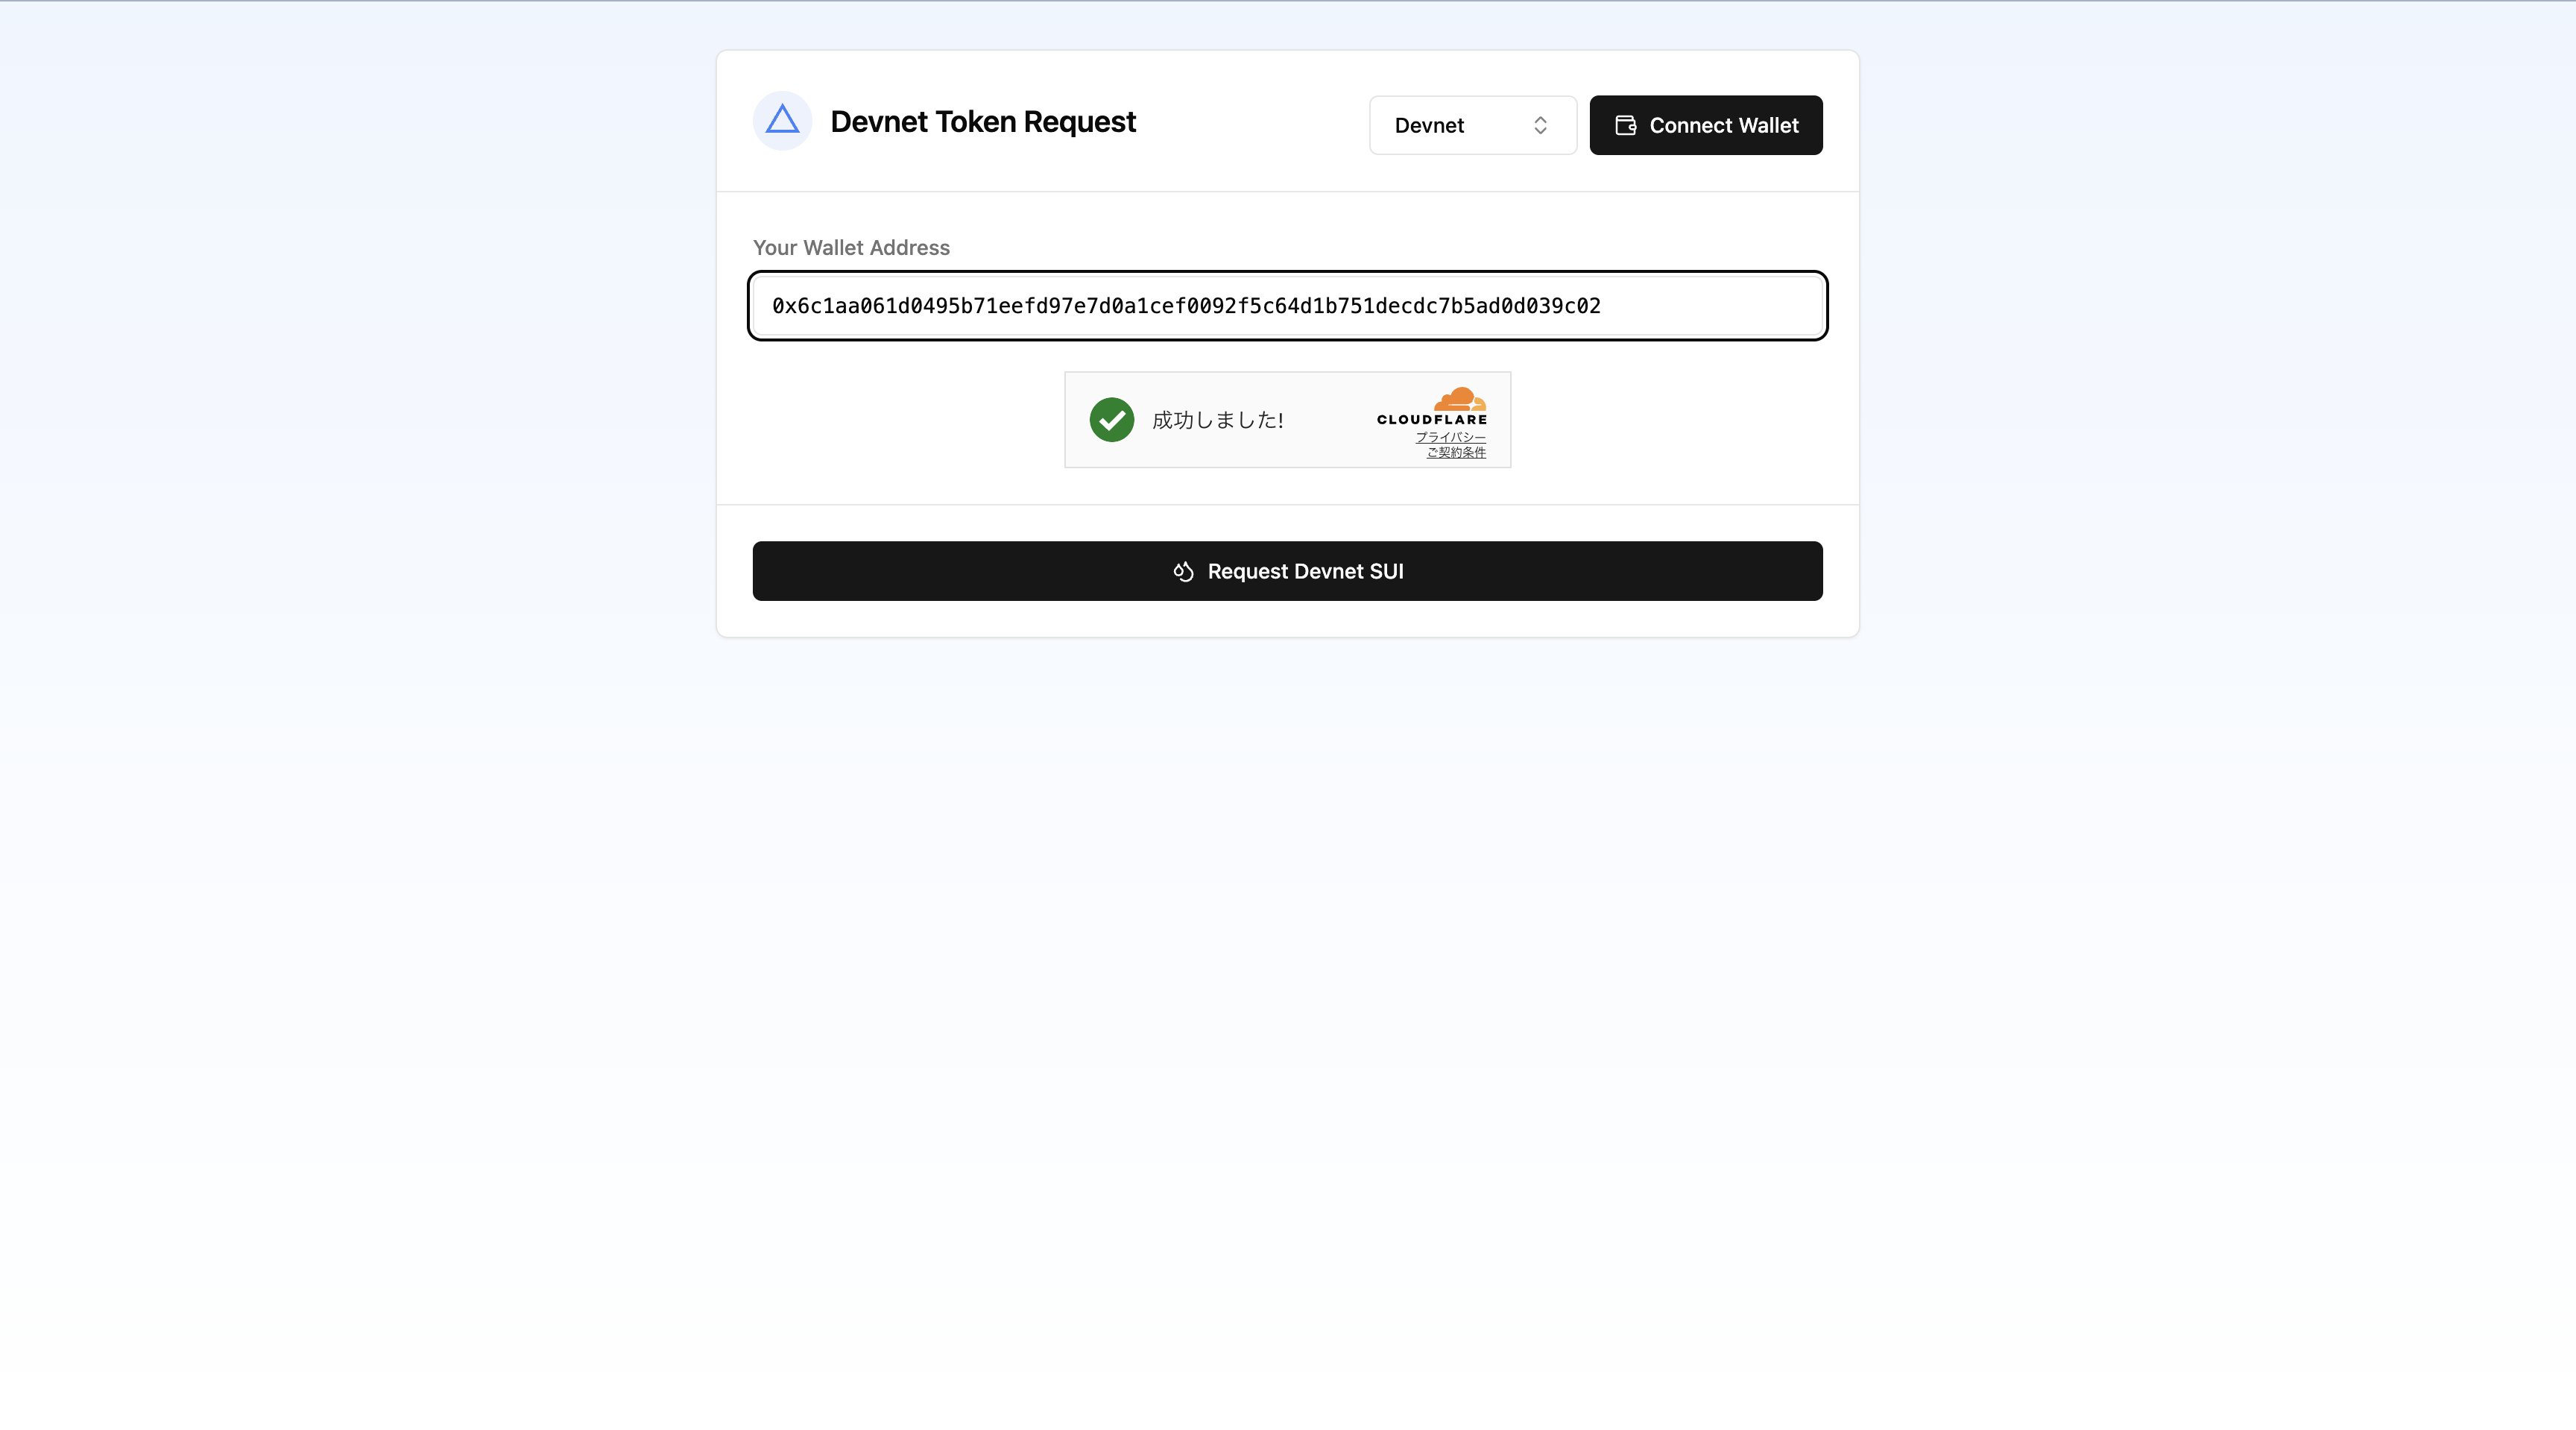 Devnet Token Request
Devnet
Connect Wallet
Your Wallet Address
0x6c1aa061d0495b71eefd97e7d0a1cef0092f5c64d1b751decdc7b5ad0d039c02
成功しました!
CLOUDFLARE
プライバシー
ご契約条件
Request Devnet SUI